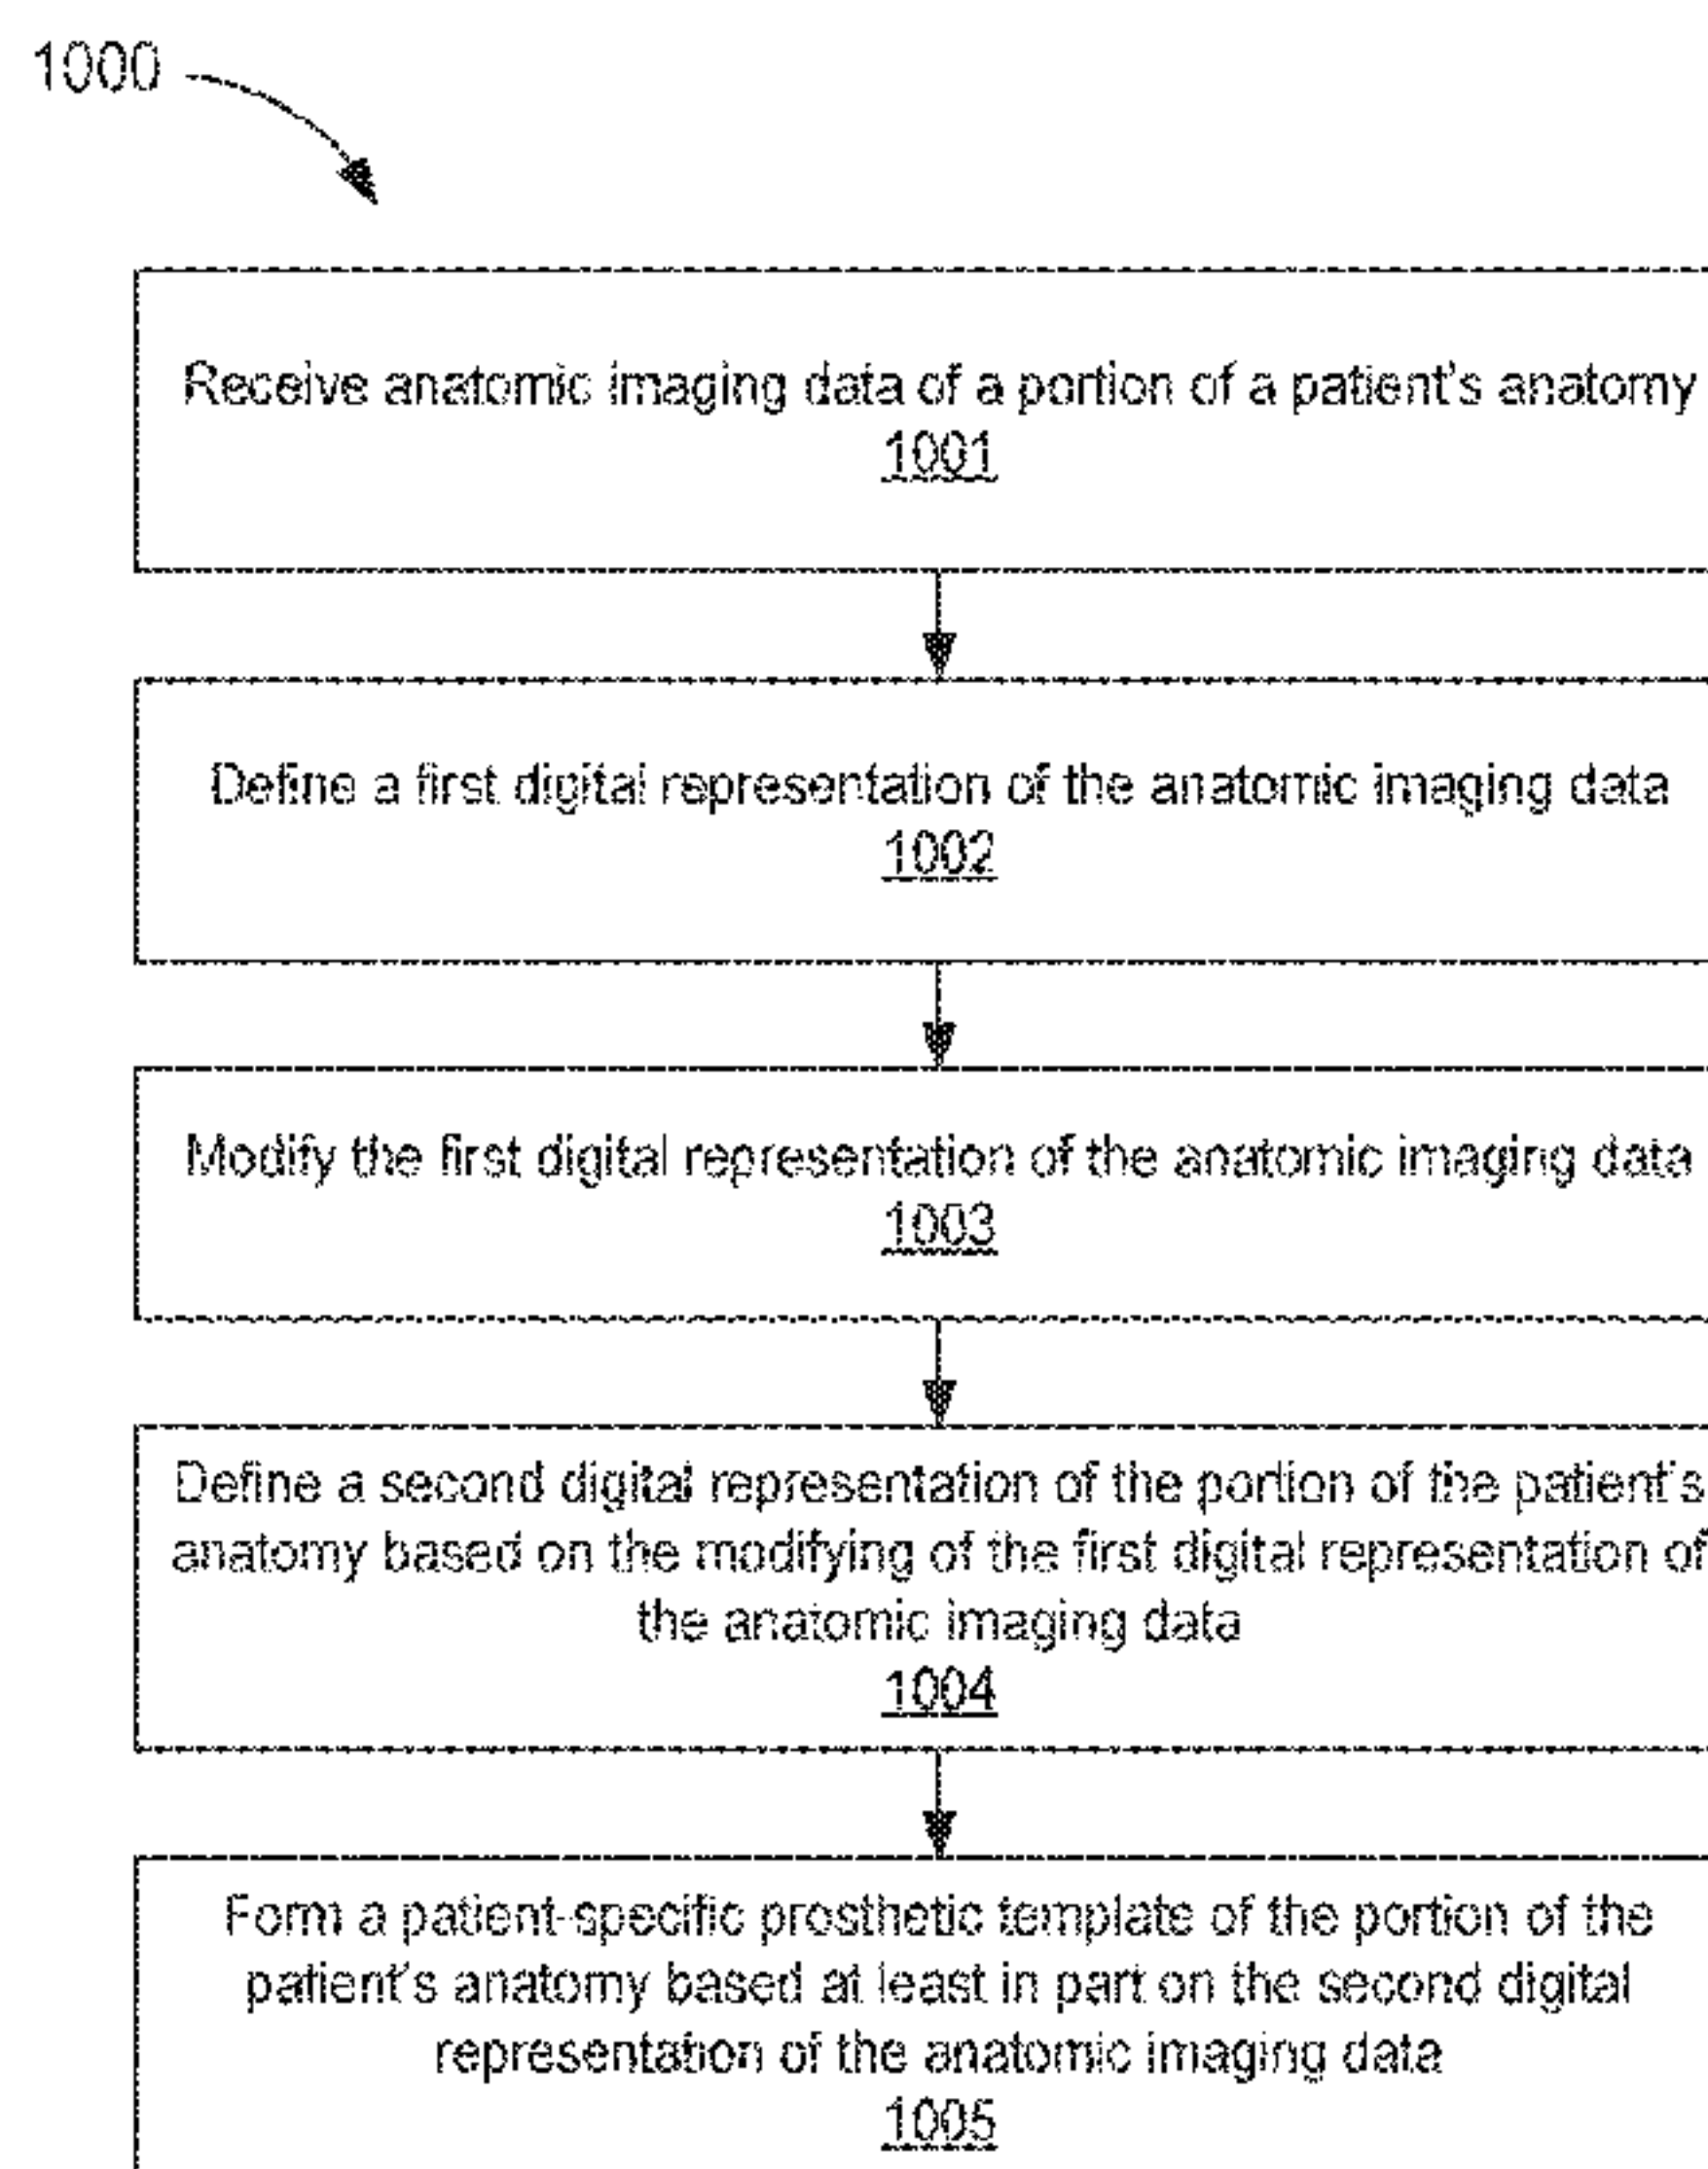 1000
Receive anatomic imaging data of a portion of a patient's anatomy
1001
Define a first digital representation of the anatomic imaging data
1002
Modify the first digital representation of the anatomic imaging data
1003
Define a second digital representation of the portion of the patient's
anatomy based on the modifying of the first digital representation of
the anatomic imaging data
1004
Form a patient-specific prosthetic template of the portion of the
patient's anatomy based at least in part on the second digital
representation of the anatomic imaging data
1005